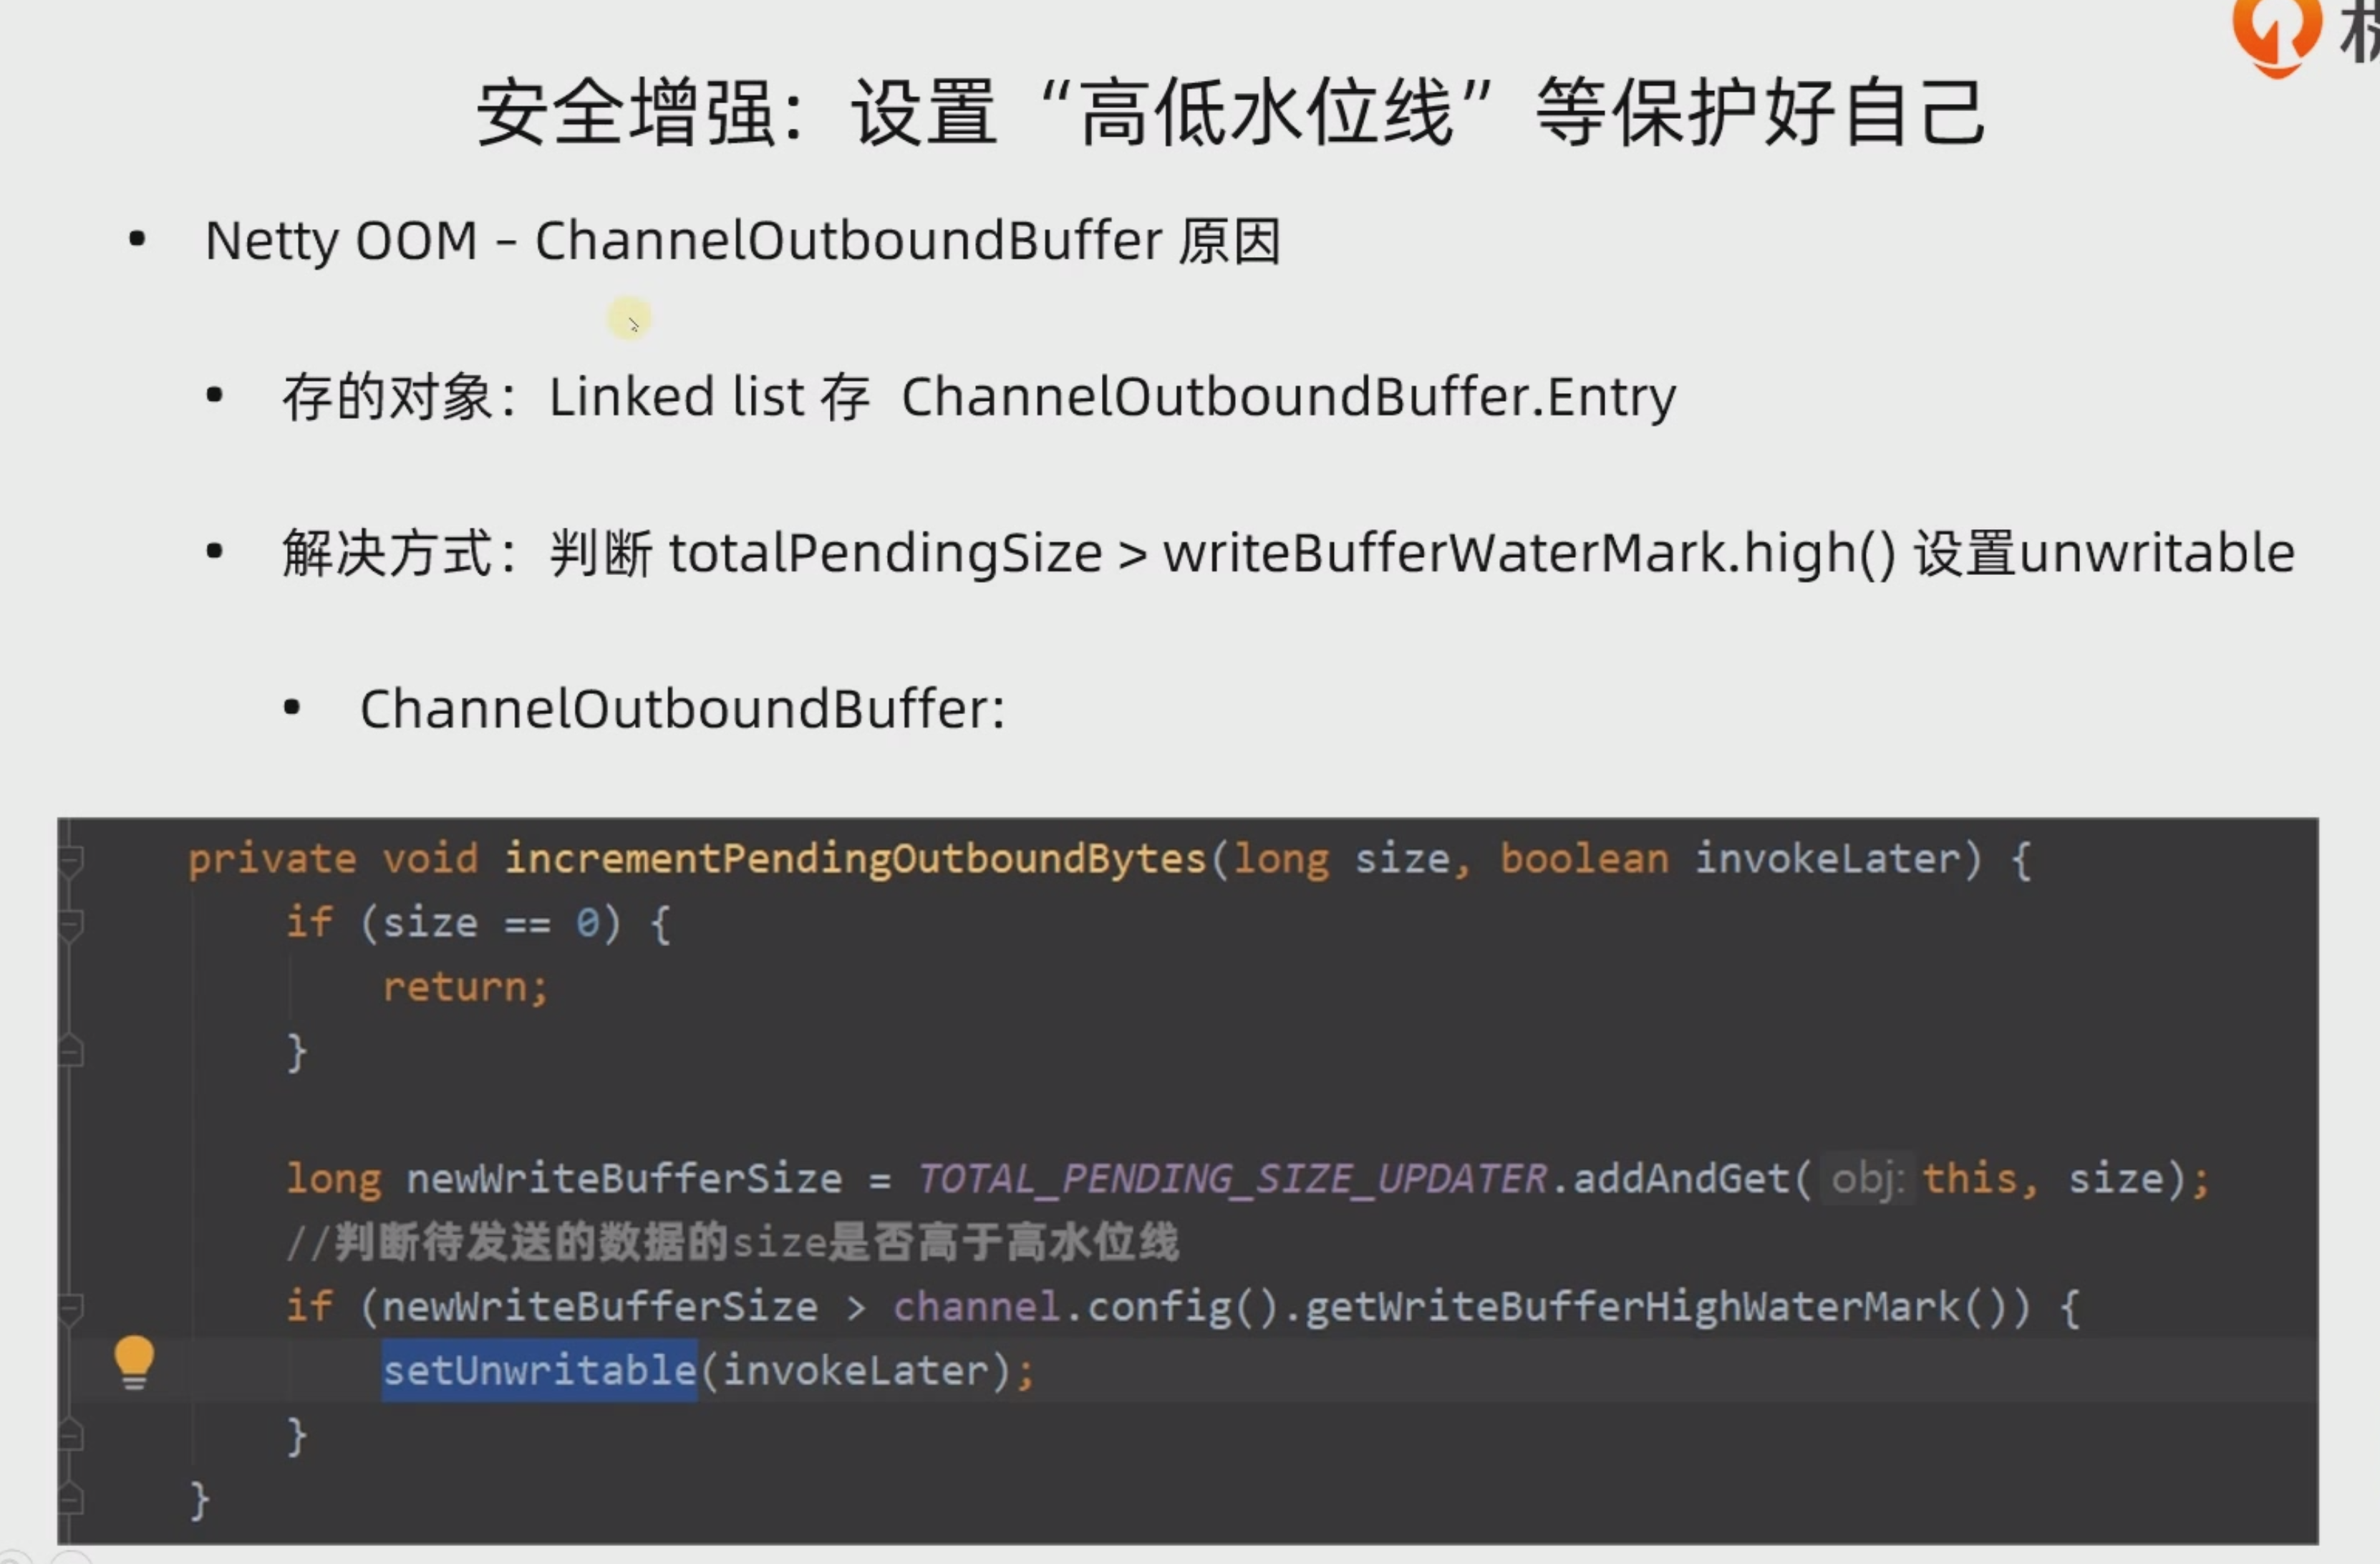 安全增强：设置“高低水位线”等保护好自己
• Netty OOM – ChannelOutboundBuffer 原因
• 存的对象：Linked list 存 ChannelOutboundBuffer.Entry
• 解决方式：判断 totalPendingSize > writeBufferWaterMark.high() 设置unwritable
• ChannelOutboundBuffer:
private void incrementPendingOutboundBytes(long size, boolean invokeLater) {
if (size == 0) {
return;
}
long newWriteBufferSize = TOTAL_PENDING_SIZE_UPDATER.addAndGet( obj: this, size);
//判断待发送的数据的size是否高于高水位线
if (newWriteBufferSize > channel.config().getWriteBufferHighWaterMark()) {
setUnwritable(invokeLater);
}
}